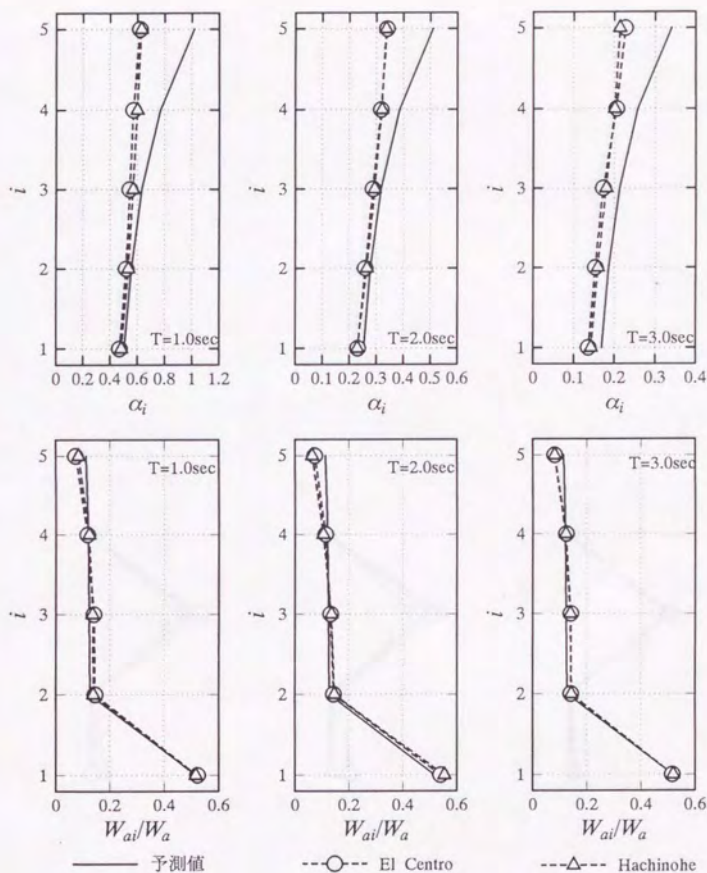 5
4
i
3
2
1
T=1.0sec
0 0.2 0.4 0.6 0.8 1 1.2
αᵢ
5
4
i
3
2
1
T=2.0sec
0 0.1 0.2 0.3 0.4 0.5 0.6
αᵢ
5
4
i
3
2
1
T=3.0sec
0 0.1 0.2 0.3 0.4
αᵢ
5
4
i
3
2
1
T=1.0sec
0 0.2 0.4 0.6
Wₐᵢ/Wₐ
5
4
i
3
2
1
T=2.0sec
0 0.2 0.4 0.6
Wₐᵢ/Wₐ
5
4
i
3
2
1
T=3.0sec
0 0.2 0.4 0.6
Wₐᵢ/Wₐ
予測値 El Centro Hachinohe